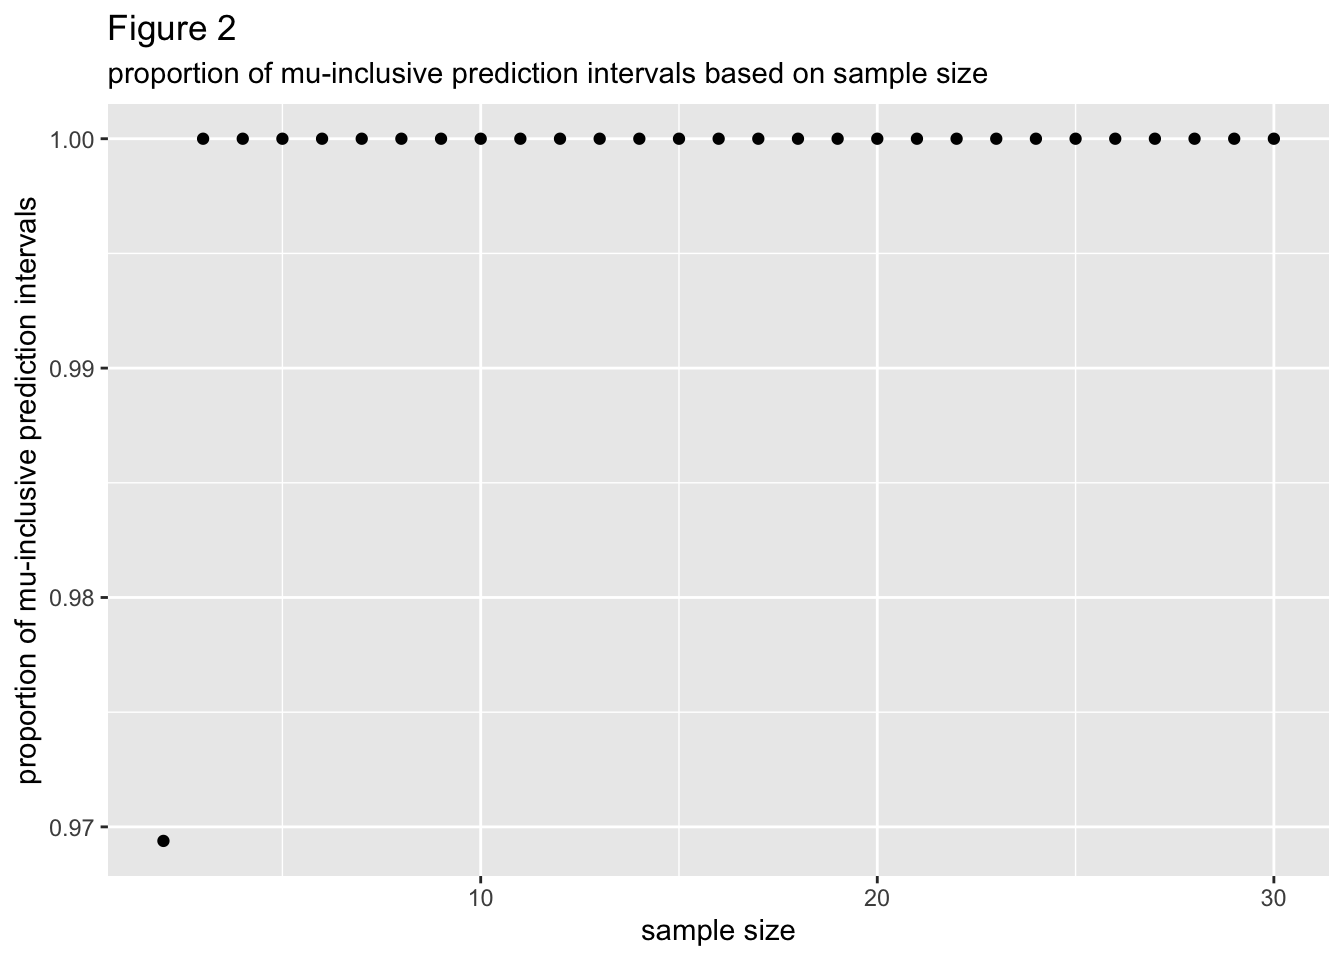 Figure 2
proportion of mu-inclusive prediction intervals based on sample size
proportion of mu-inclusive prediction intervals
1.00
0.99
0.98
0.97
10
20
30
sample size